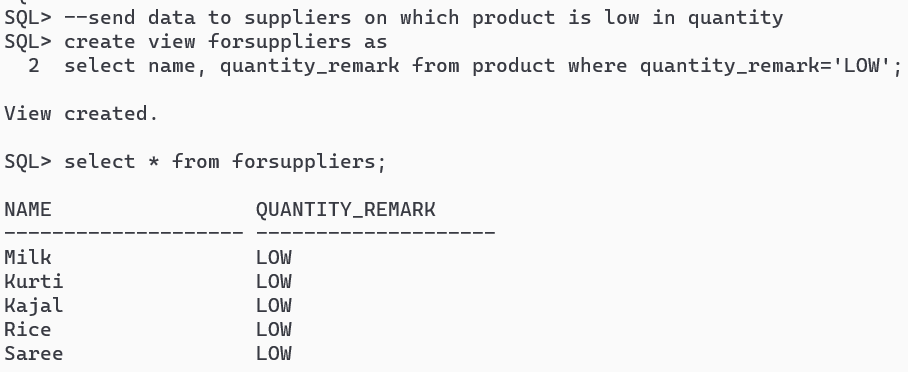 SQL> --send data to suppliers on which product is low in quantity
SQL> create view forsuppliers as
  2  select name, quantity_remark from product where quantity_remark='LOW';

View created.

SQL> select * from forsuppliers;

NAME                 QUANTITY_REMARK
-------------------- --------------------
Milk                 LOW
Kurti                LOW
Kajal                LOW
Rice                 LOW
Saree                LOW